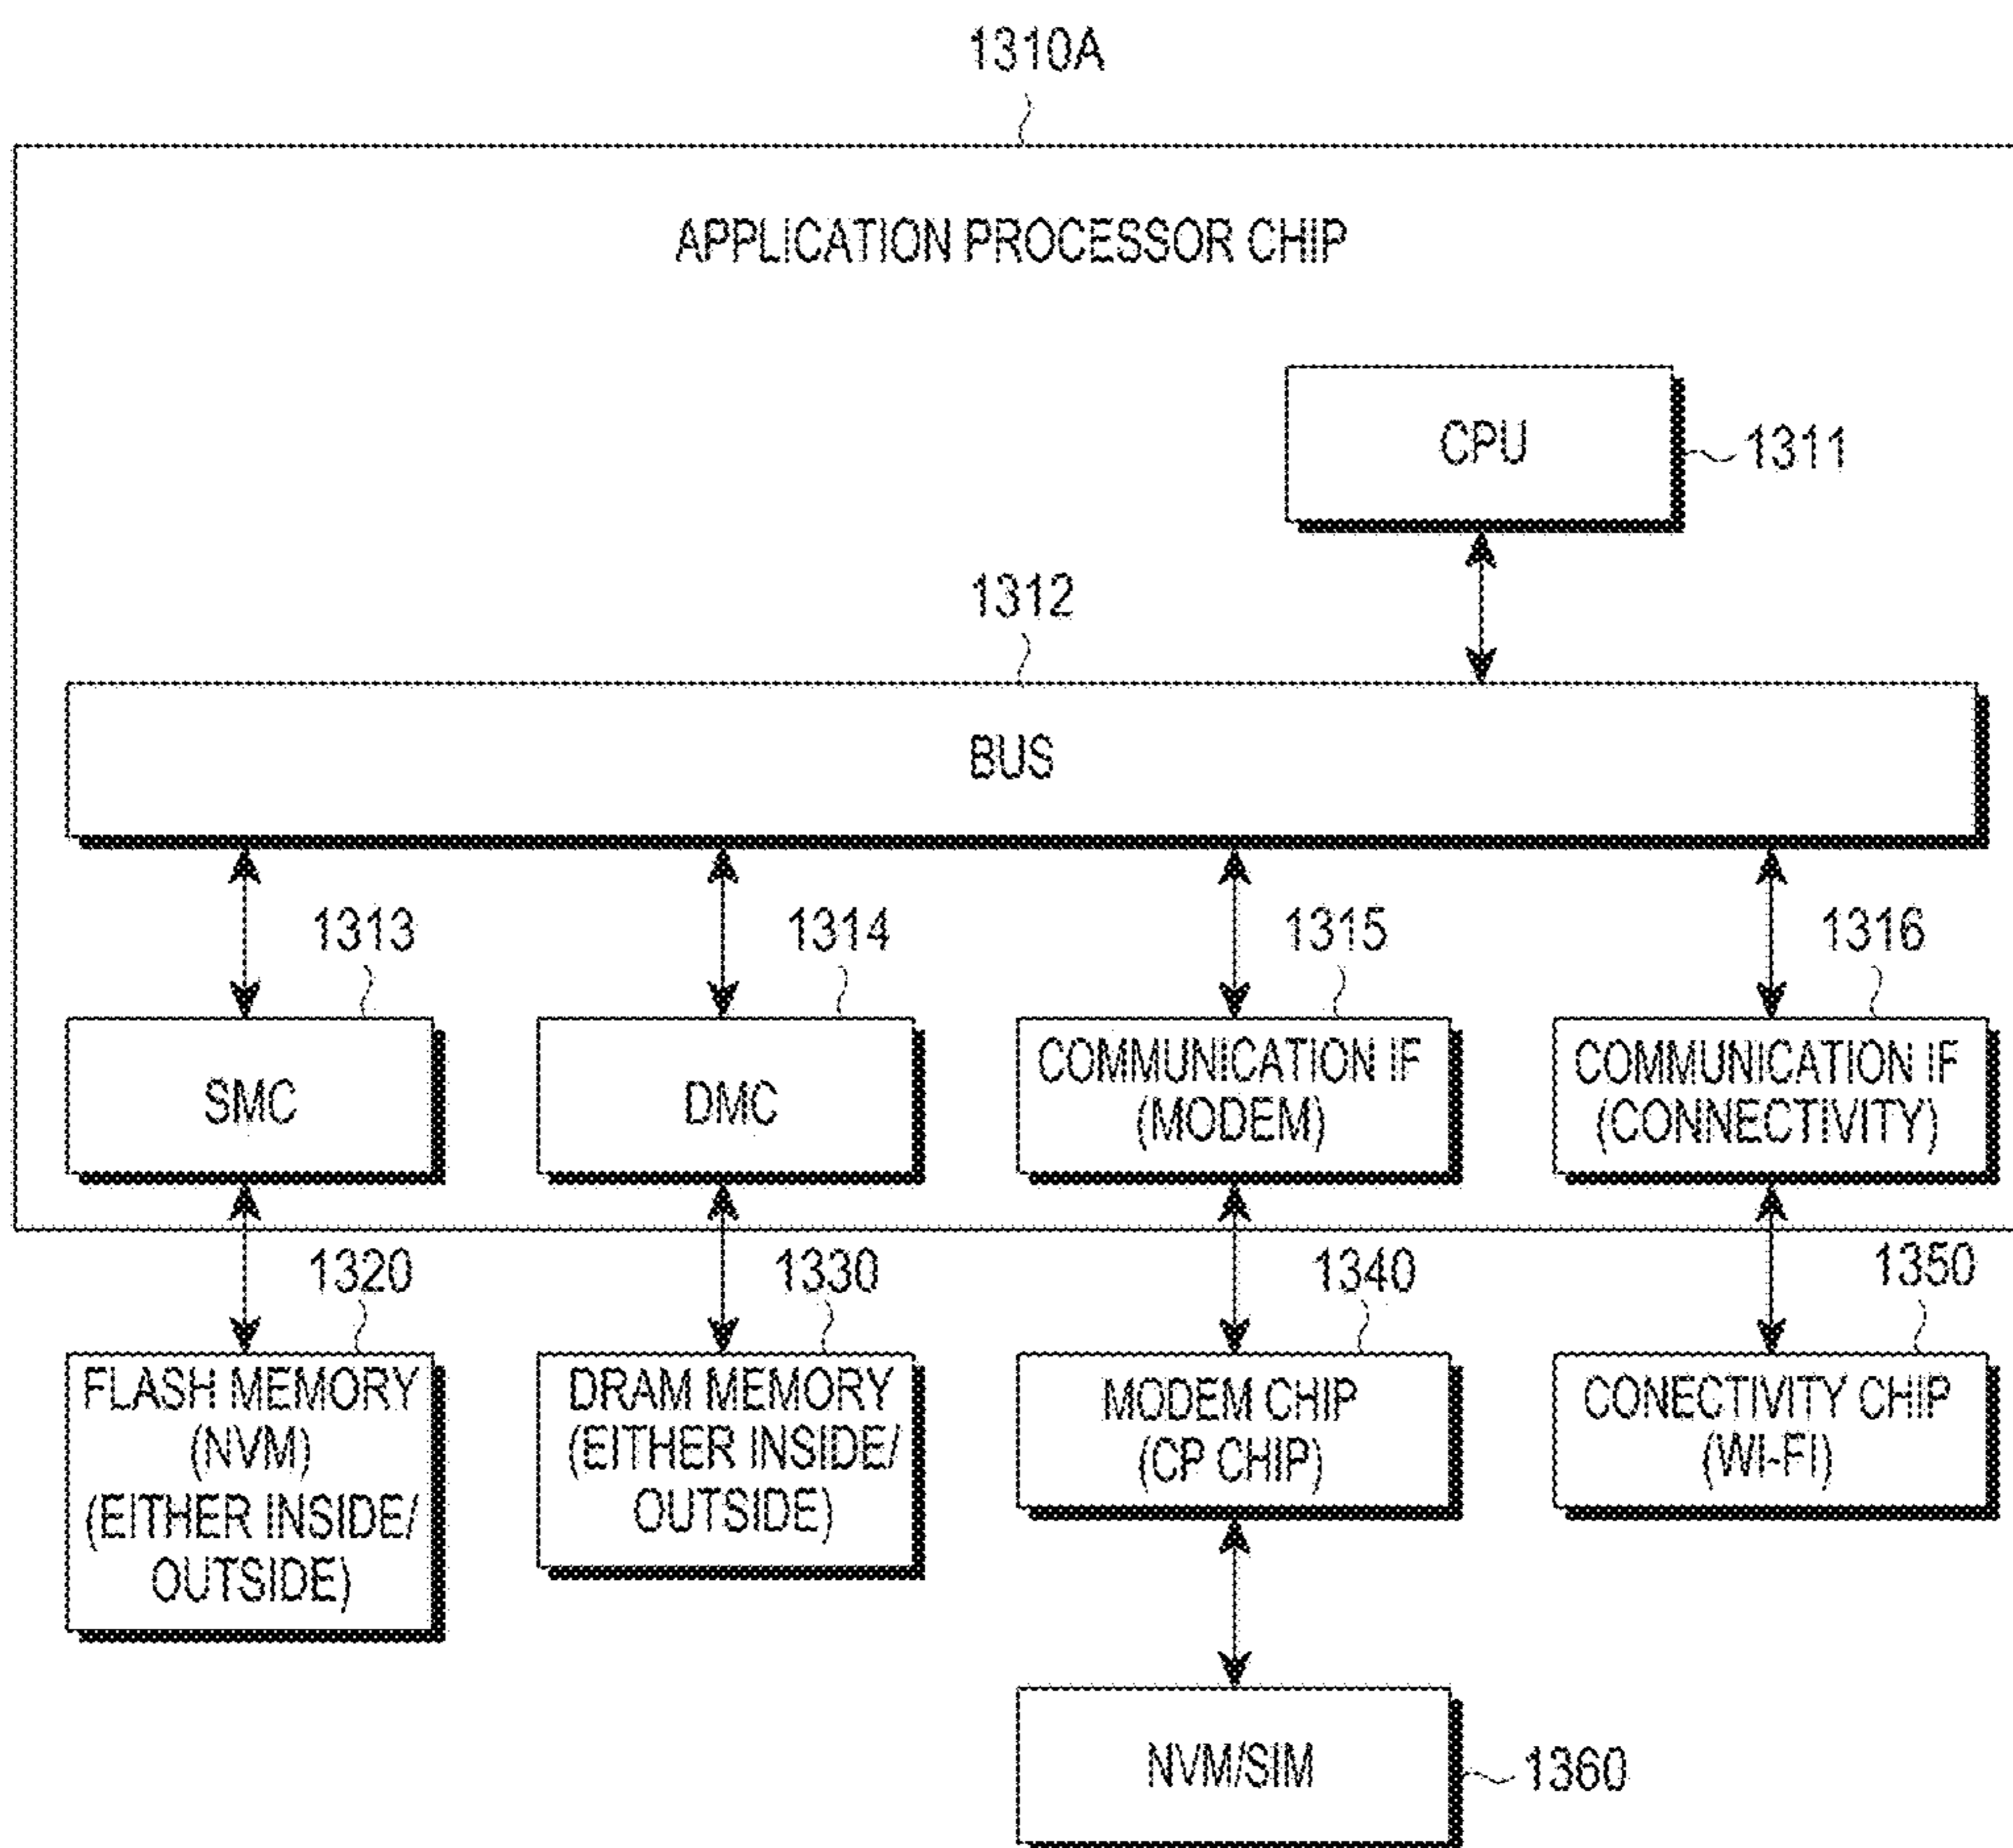 1310A
APPLICATION PROCESSOR CHIP
CPU
1311
1312
BUS
1313
1314
1315
1316
SMC
DMC
COMMUNICATION IF
(MODEM)
COMMUNICATION IF
(CONNECTIVITY)
1320
1330
1340
1350
FLASH MEMORY
(NVM)
(EITHER INSIDE/
OUTSIDE)
DRAM MEMORY
(EITHER INSIDE/
OUTSIDE)
MODEM CHIP
(CP CHIP)
CONECTIVITY CHIP
(WI-FI)
NVM/SIM
1360